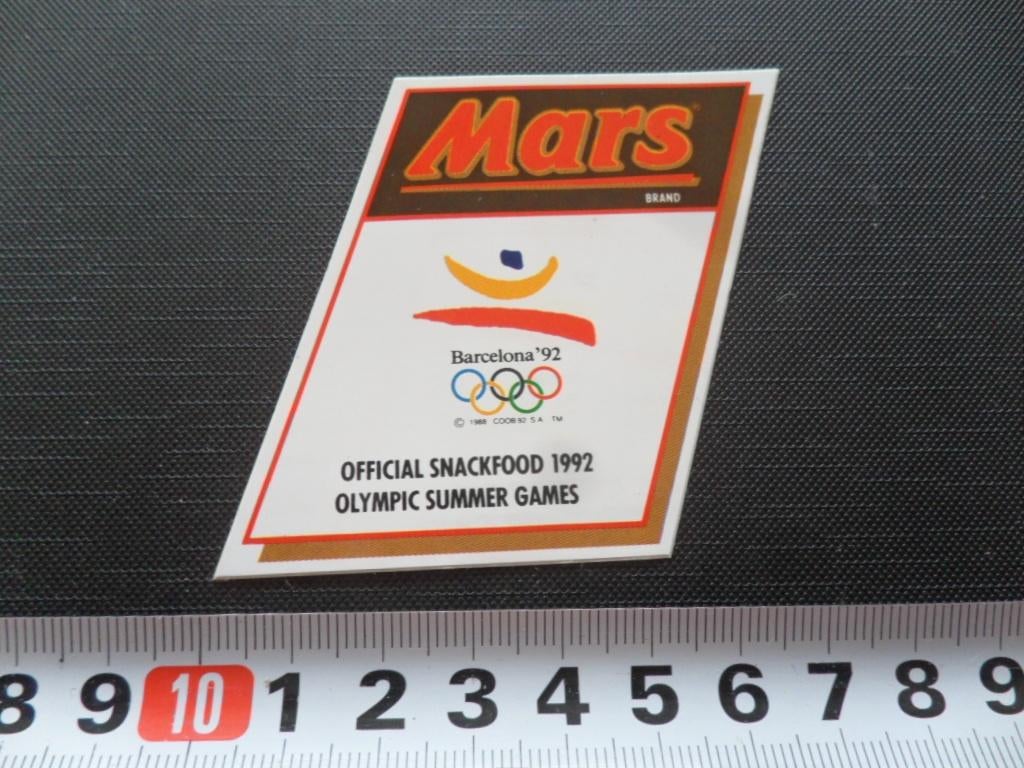 Mars®
BRAND
Barcelona'92
© 1988 COOB 92 S A TM
OFFICIAL SNACKFOOD 1992
OLYMPIC SUMMER GAMES
8 9 10 1 2 3 4 5 6 7 8 9